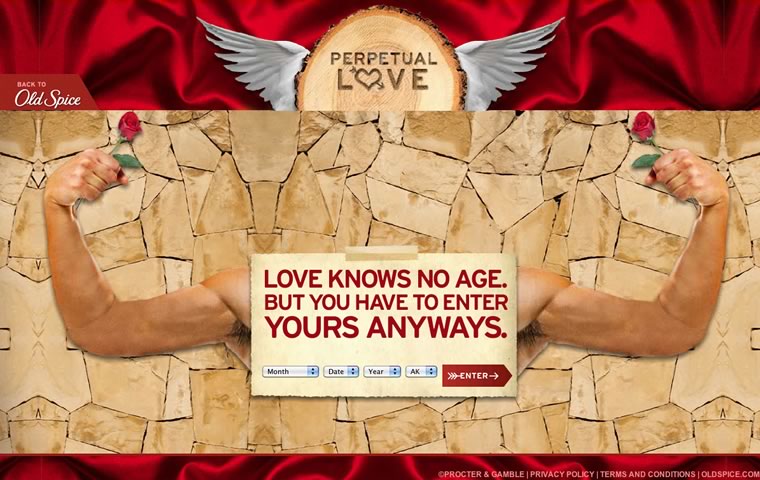 PERPETUAL
LOVE
BACK TO
Old Spice
LOVE KNOWS NO AGE.
BUT YOU HAVE TO ENTER
YOURS ANYWAYS.
Month Date Year AK ENTER
©PROCTER & GAMBLE | PRIVACY POLICY | TERMS AND CONDITIONS | OLDSPICE.COM